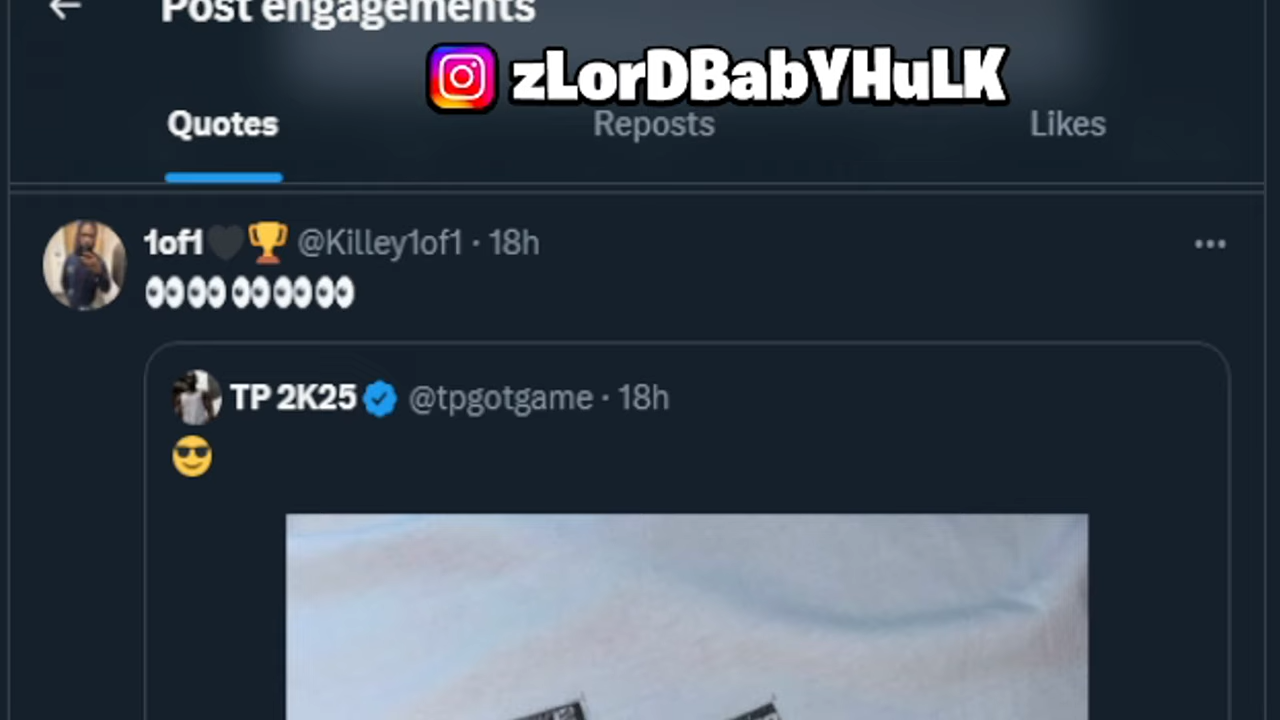 Post engagements
zLorDBabYHuLK
Quotes Reposts Likes
1of1🖤🏆 @Killey1of1 · 18h
👀👀👀👀👀
TP 2K25 @tpgotgame · 18h
😎